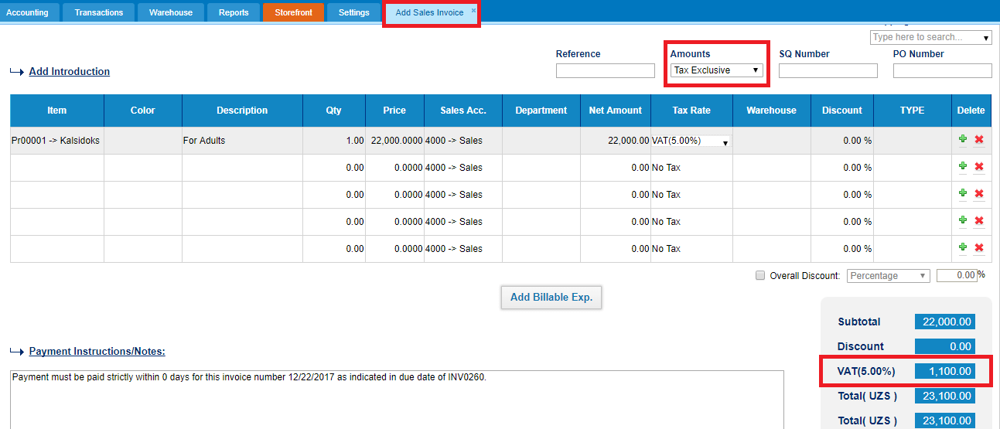 Accounting Transactions Warehouse Reports Storefront Settings Add Sales Invoice ×
Type here to search...
Reference Amounts SQ Number PO Number
Add Introduction Tax Exclusive
Item Color Description Qty Price Sales Acc. Department Net Amount Tax Rate Warehouse Discount TYPE Delete
Pr00001 -> Kalsidoks For Adults 1.00 22,000.0000 4000 -> Sales 22,000.00 VAT(5.00%) 0.00 %
0.00 0.0000 4000 -> Sales 0.00 No Tax 0.00 %
0.00 0.0000 4000 -> Sales 0.00 No Tax 0.00 %
0.00 0.0000 4000 -> Sales 0.00 No Tax 0.00 %
0.00 0.0000 4000 -> Sales 0.00 No Tax 0.00 %
Overall Discount: Percentage 0.00 %
Add Billable Exp.
Subtotal 22,000.00
Discount 0.00
Payment Instructions/Notes:
VAT(5.00%) 1,100.00
Payment must be paid strictly within 0 days for this invoice number 12/22/2017 as indicated in due date of INV0260.
Total( UZS ) 23,100.00
Total( UZS ) 23,100.00